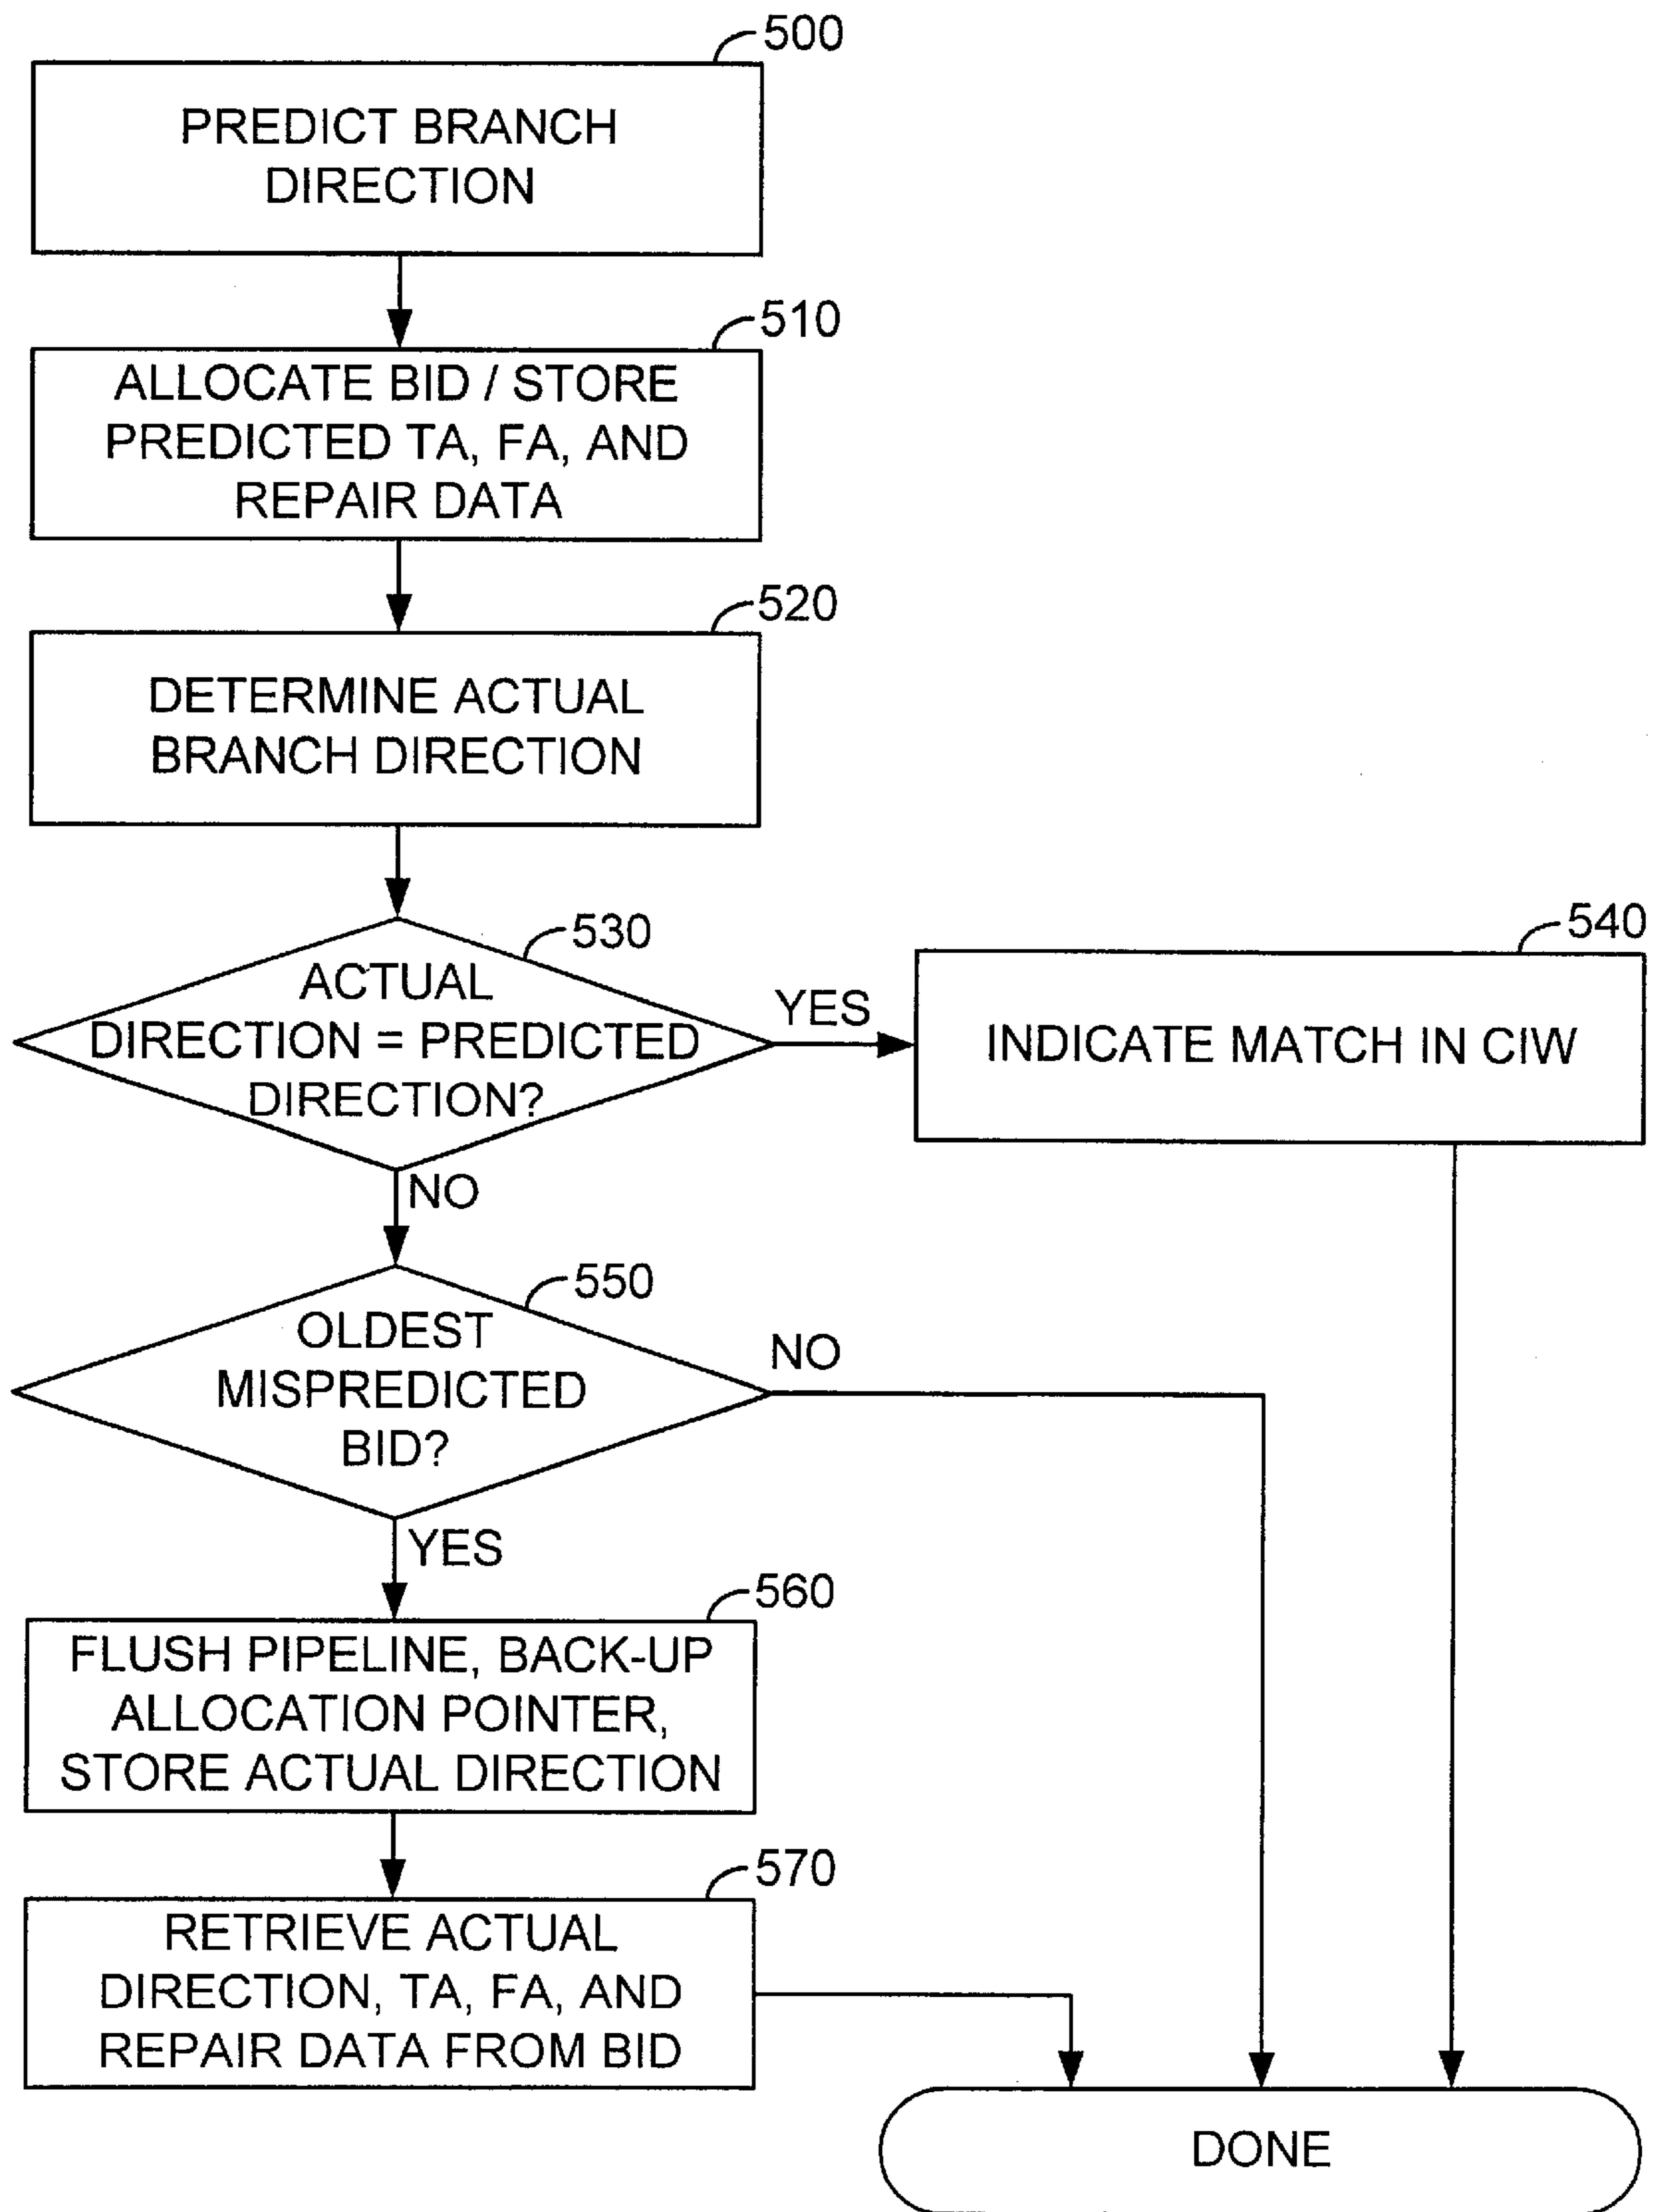 500
PREDICT BRANCH
DIRECTION
510
ALLOCATE BID / STORE
PREDICTED TA, FA, AND
REPAIR DATA
520
DETERMINE ACTUAL
BRANCH DIRECTION
530
ACTUAL
DIRECTION = PREDICTED
DIRECTION?
YES
540
INDICATE MATCH IN CIW
NO
550
OLDEST
MISPREDICTED
BID?
NO
YES
560
FLUSH PIPELINE, BACK-UP
ALLOCATION POINTER,
STORE ACTUAL DIRECTION
570
RETRIEVE ACTUAL
DIRECTION, TA, FA, AND
REPAIR DATA FROM BID
DONE